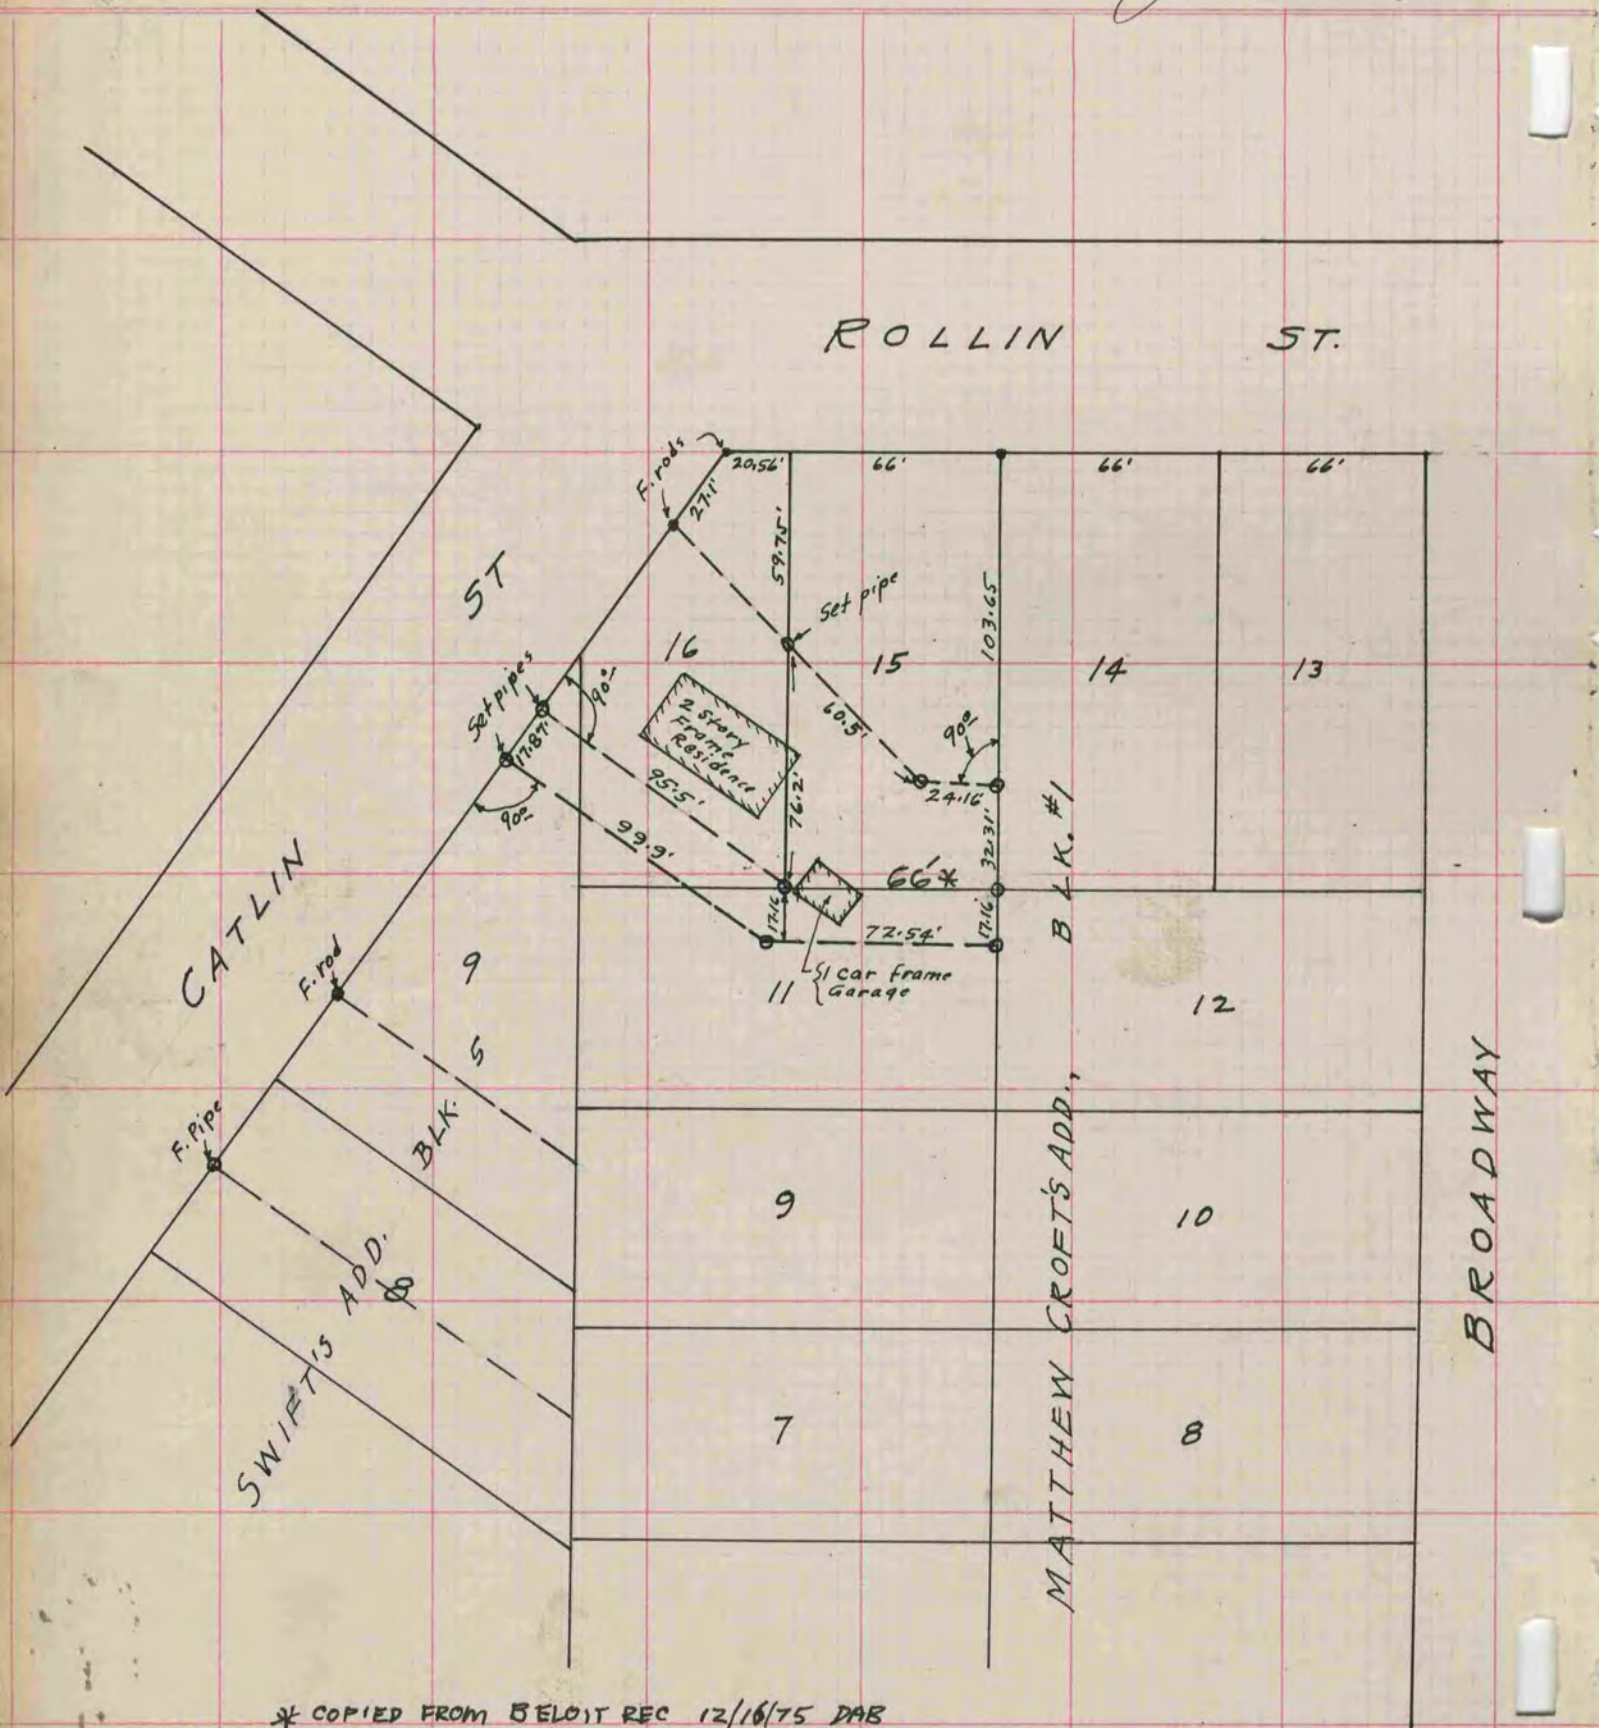 ROLLIN ST.
F. rods
20.56'
66'
66'
66'
27.1'
59.75'
Set pipe
103.65
ST
16
15
14
13
Set pipes
90°
17.87'
2 Story
Frame
Residence
60.5'
90°
24.16'
95.5'
76.2'
32.31'
90°
99.9'
66'*
17.16'
17.16'
72.54'
1 car frame
Garage
CATLIN
F. rod
9
11
12
5
BLK.
F. Pipe
9
10
8
SWIFT'S ADD.
7
8
MATTHEW CROFT'S ADD., BLK. #1
BROADWAY
* COPIED FROM BELOIT REC 12/16/75 DAB